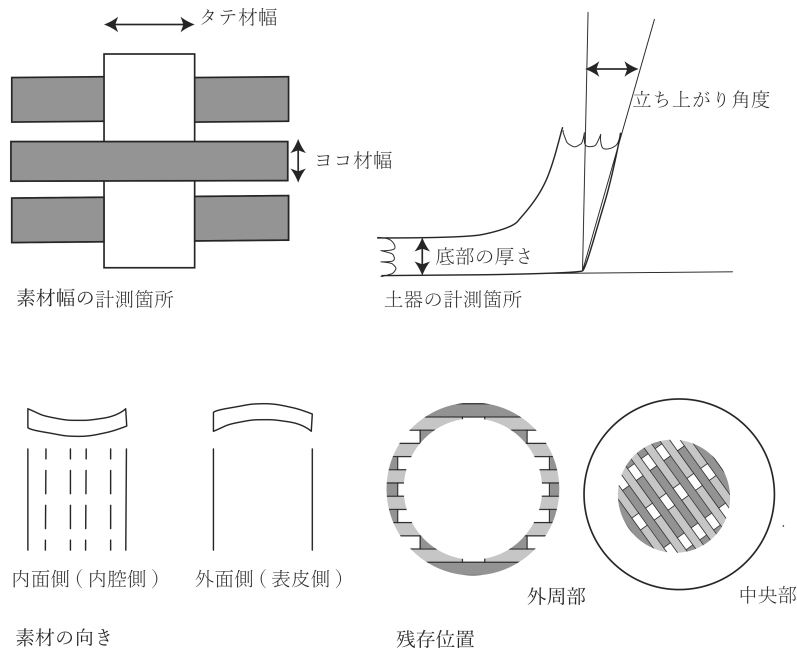 タテ材幅
ヨコ材幅
素材幅の計測箇所
立ち上がり角度
底部の厚さ
土器の計測箇所
内面側(内腔側)
外面側(表皮側)
素材の向き
外周部
中央部
残存位置